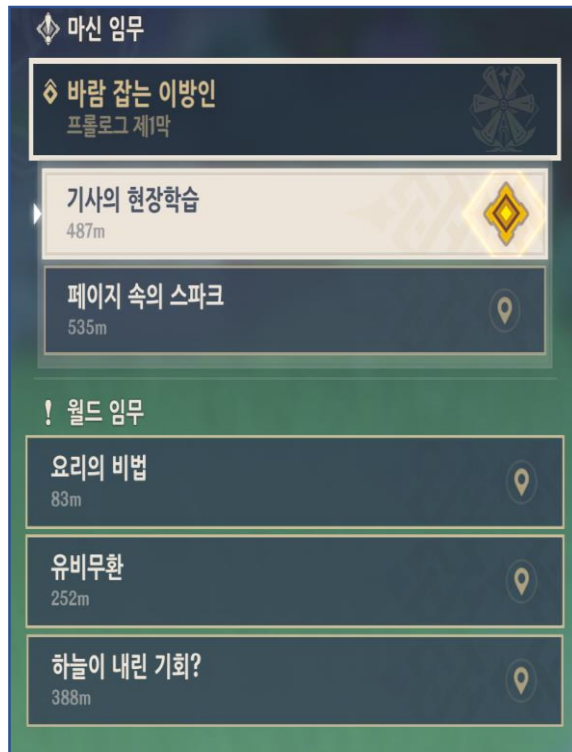 마신 임무
바람 잡는 이방인
프롤로그 제1막
기사의 현장학습
487m
페이지 속의 스파크
535m
! 월드 임무
요리의 비법
83m
유비무환
252m
하늘이 내린 기회?
388m